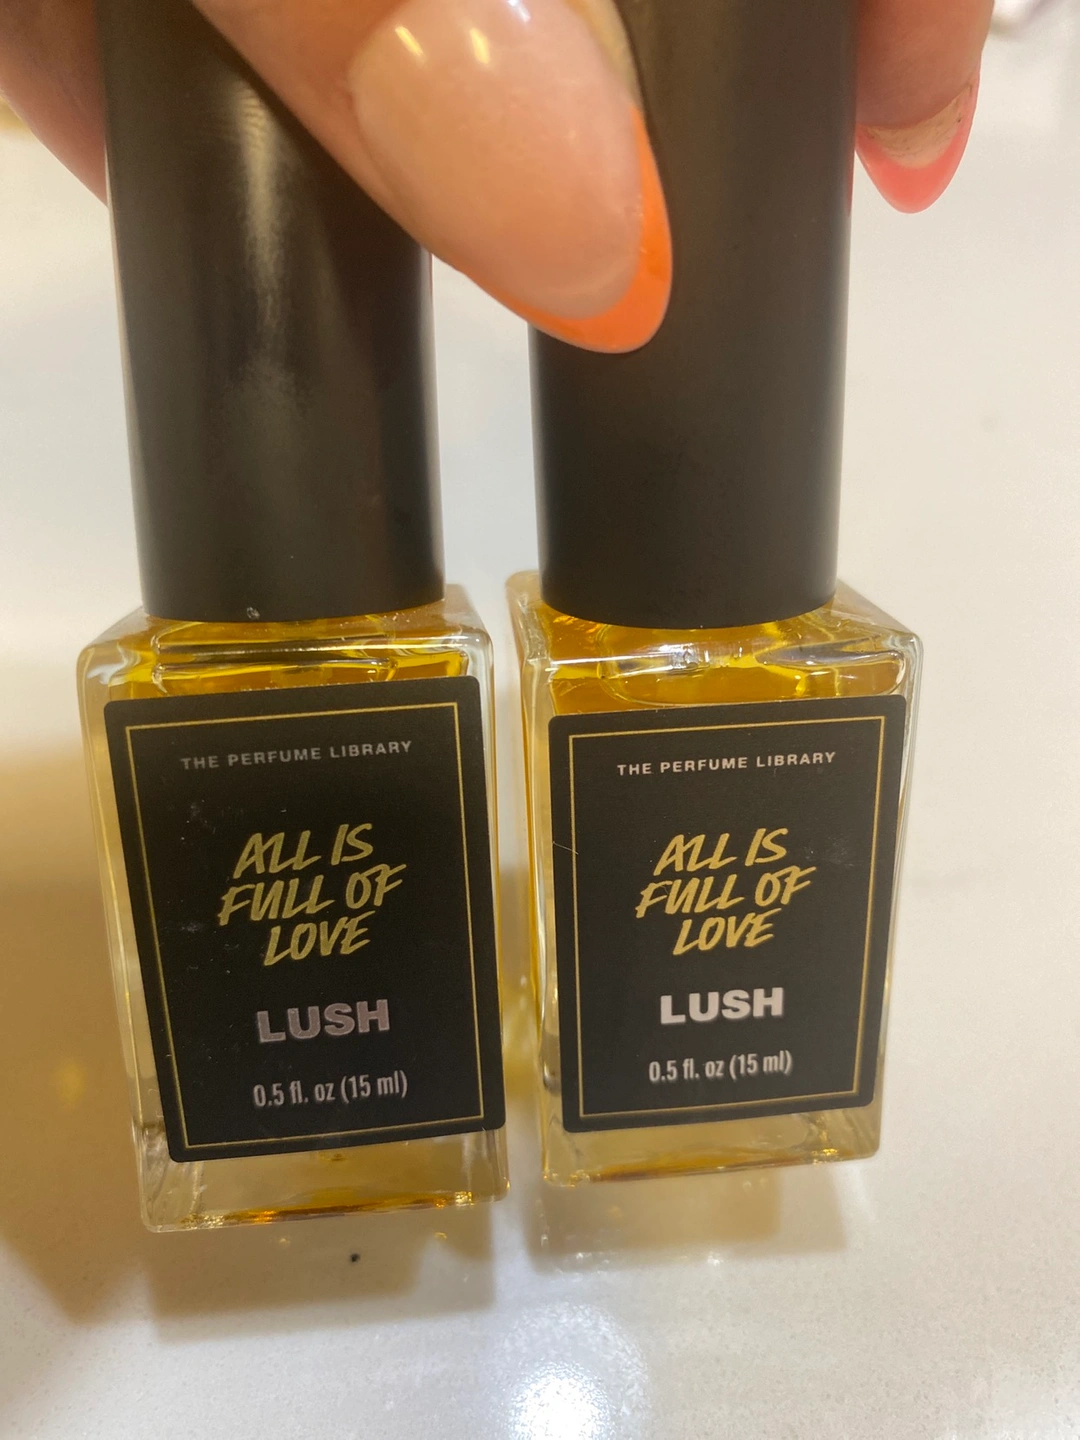 THE PERFUME LIBRARY
ALL IS
FULL OF
LOVE
LUSH
0.5 fl. oz (15 ml)
THE PERFUME LIBRARY
ALL IS
FULL OF
LOVE
LUSH
0.5 fl. oz (15 ml)